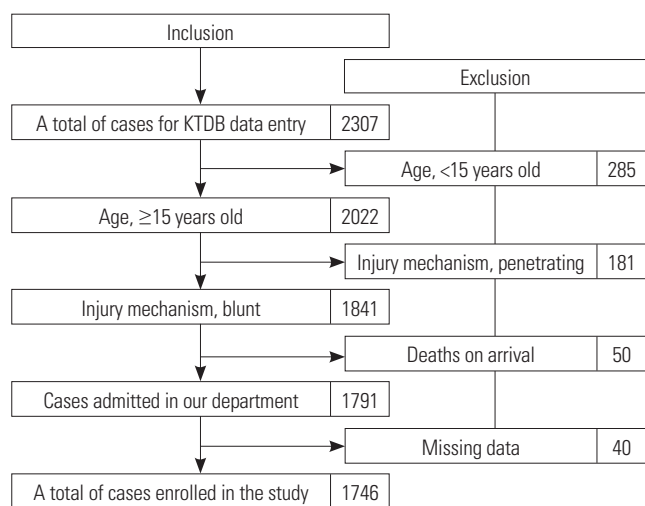 Inclusion
Exclusion
A total of cases for KTDB data entry 2307
Age, <15 years old 285
Age, ≥15 years old 2022
Injury mechanism, penetrating 181
Injury mechanism, blunt 1841
Deaths on arrival 50
Cases admitted in our department 1791
Missing data 40
A total of cases enrolled in the study 1746